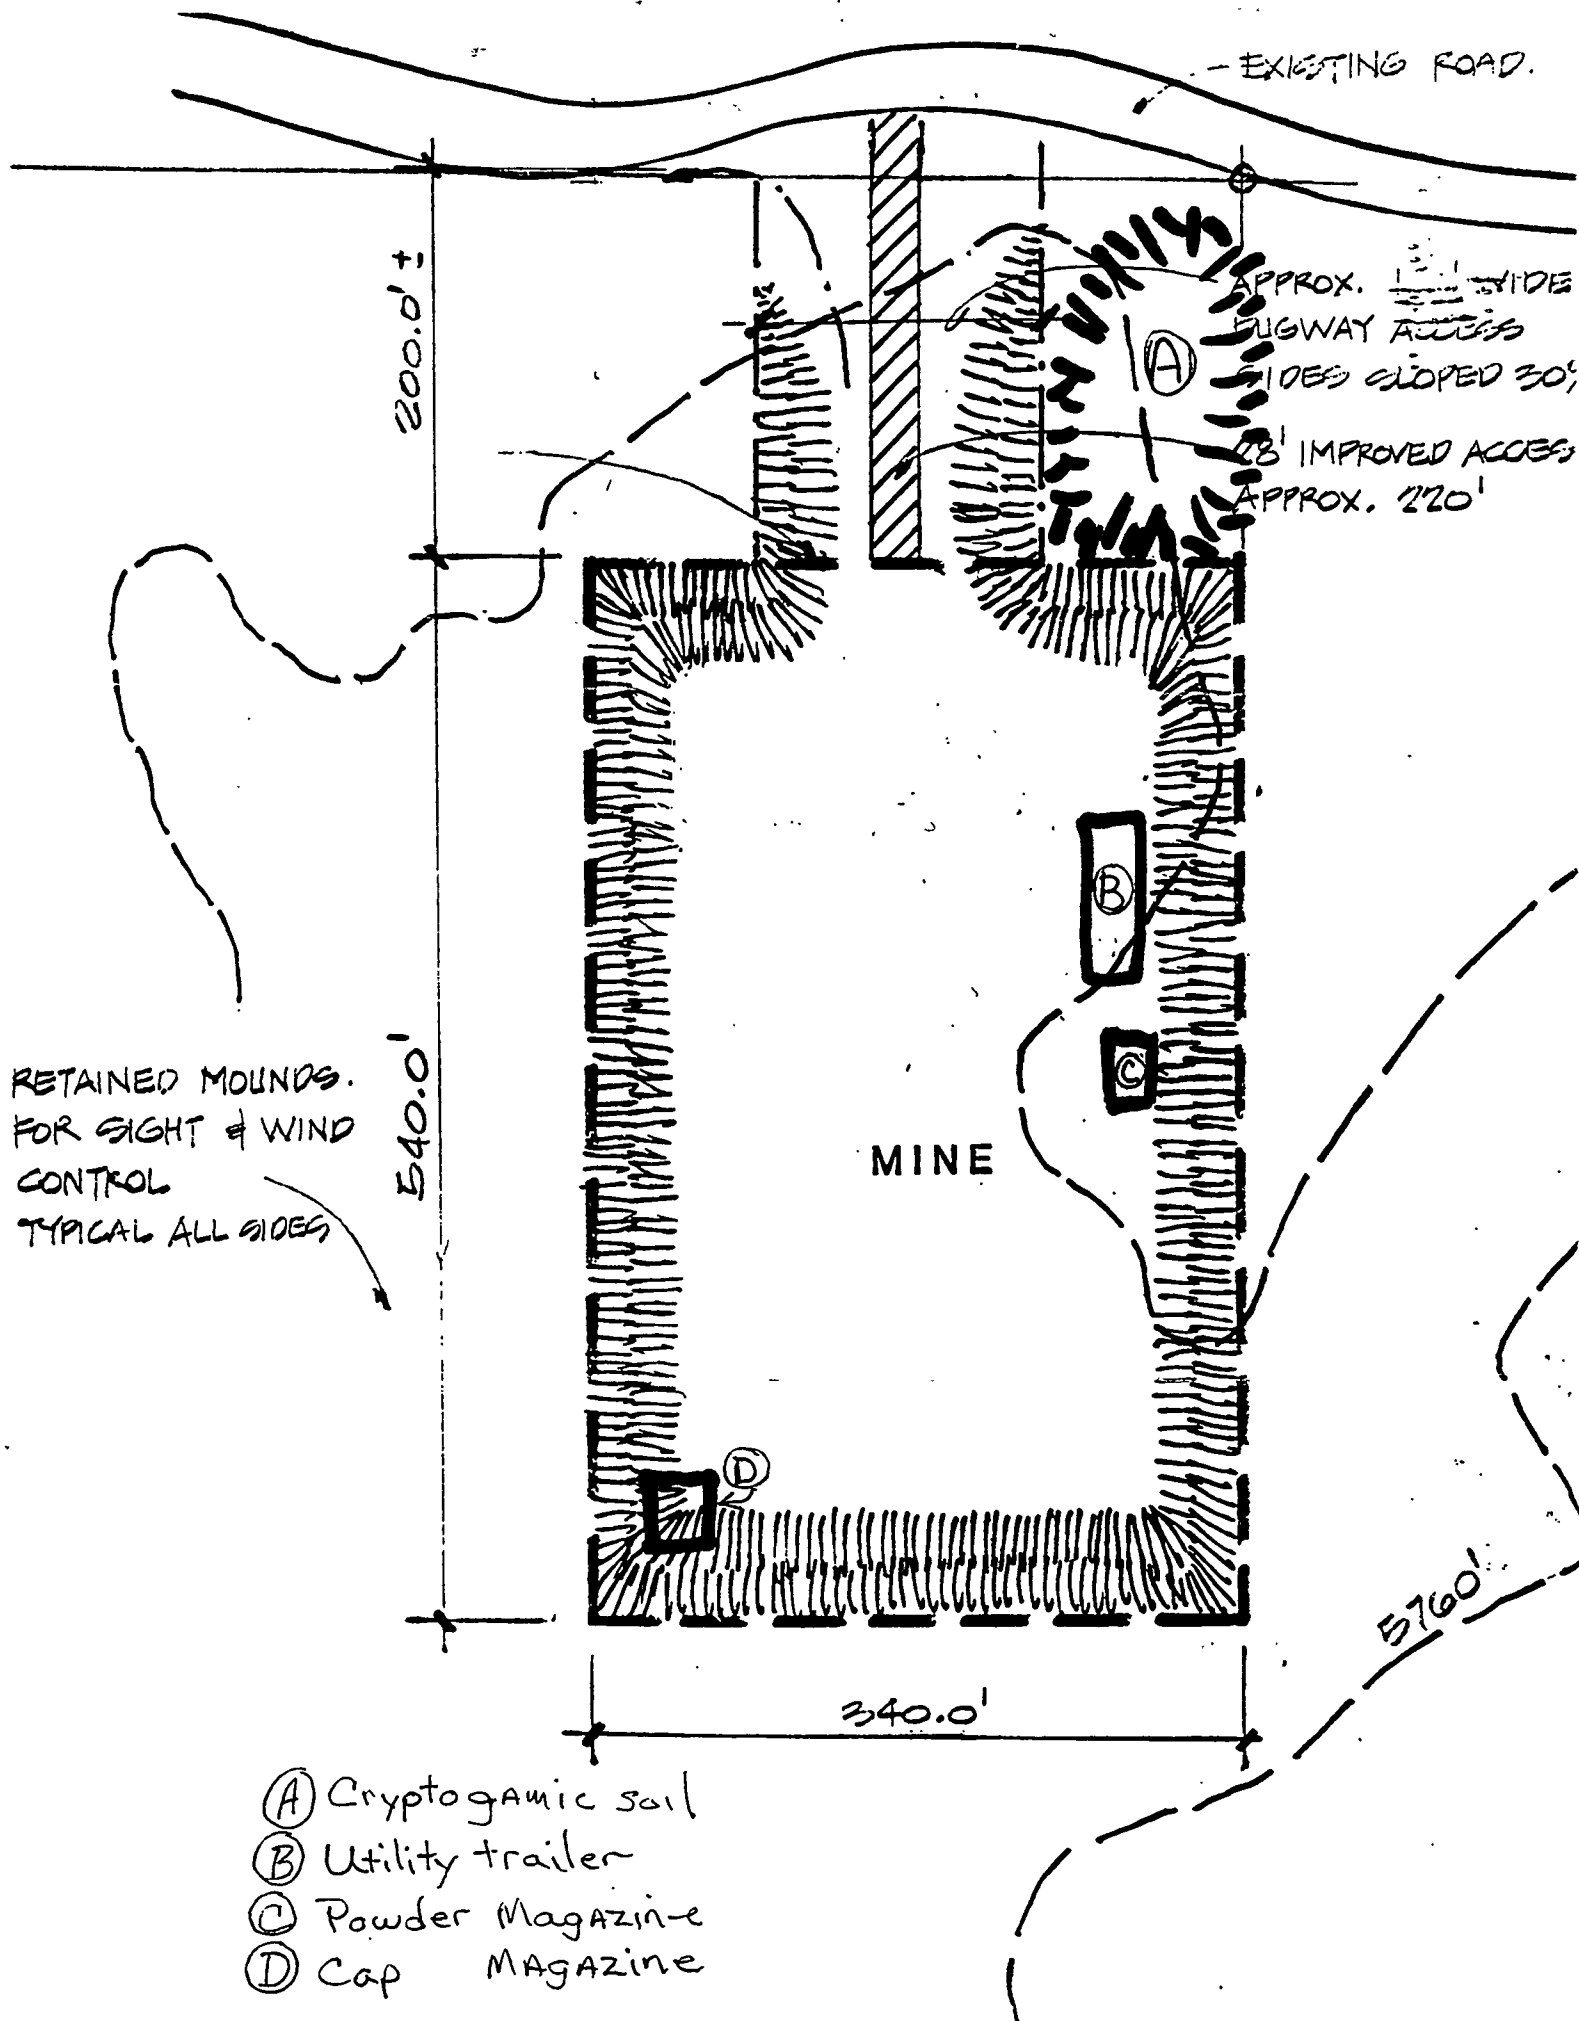 EXISTING ROAD.
200.0' ±
APPROX. WIDE
DUGWAY ACCESS
SIDES SLOPED 30%
A
28' IMPROVED ACCESS
APPROX. 220'
B
C
RETAINED MOUNDS.
FOR SIGHT & WIND
CONTROL
TYPICAL ALL SIDES
540.0'
MINE
D
5760'
340.0'
A Cryptogamic soil
B Utility trailer
C Powder Magazine
D Cap Magazine